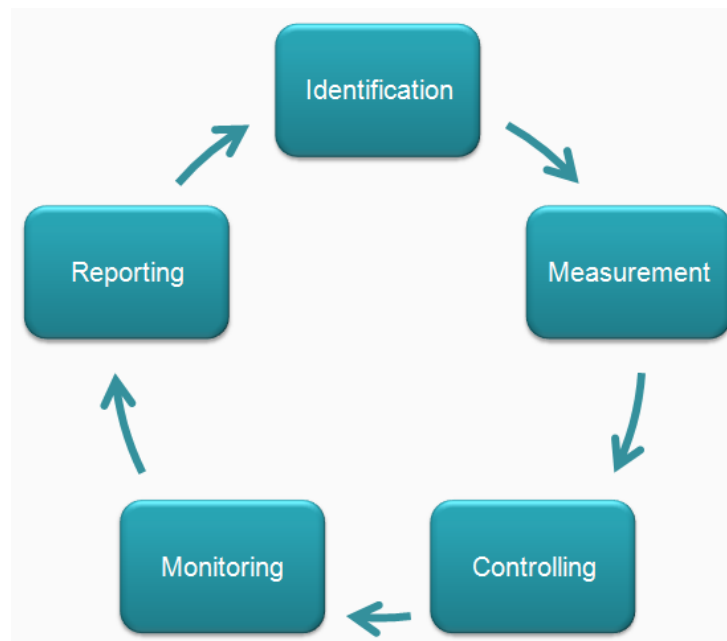 Identification
Measurement
Controlling
Monitoring
Reporting